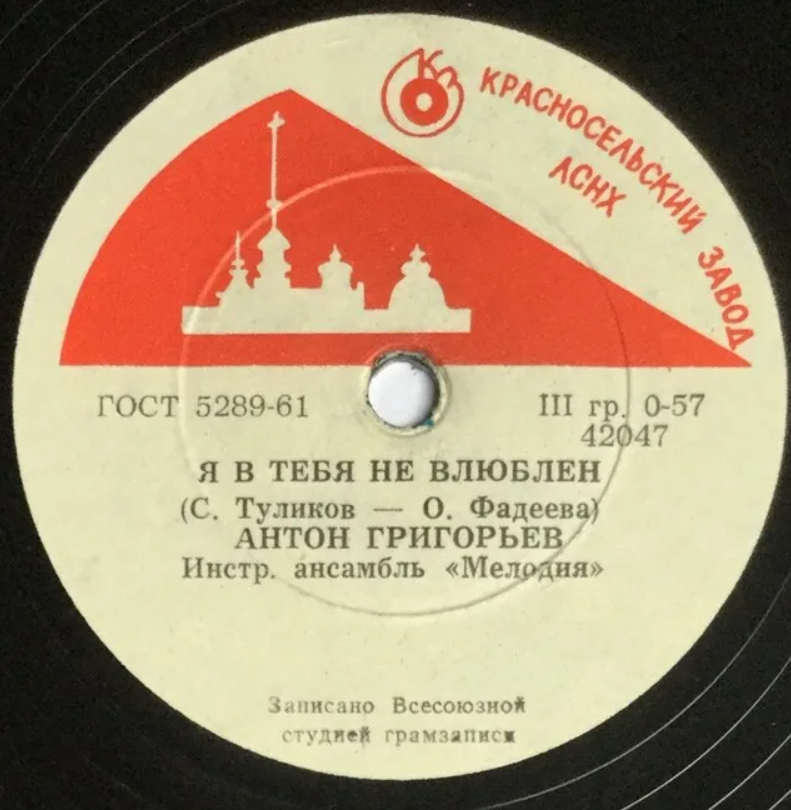 КЗ
КРАСНОСЕЛЬСКИЙ ЗАВОД
ЛСНХ
ГОСТ 5289-61
III гр. 0-57
42047
Я В ТЕБЯ НЕ ВЛЮБЛЕН
(С. Туликов — О. Фадеева)
АНТОН ГРИГОРЬЕВ
Инстр. ансамбль «Мелодия»
Записано Всесоюзной
студией грамзаписи